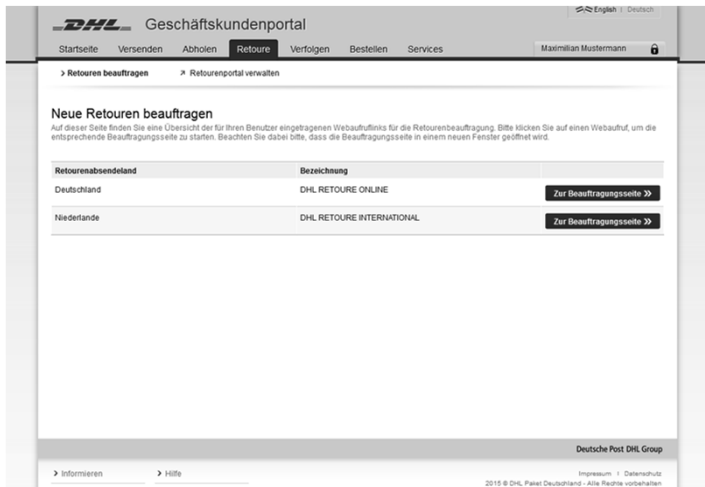 English | Deutsch
DHL Geschäftskundenportal
Startseite Versenden Abholen Retoure Verfolgen Bestellen Services Maximilian Mustermann
Retouren beauftragen Retourenportal verwalten
Neue Retouren beauftragen
Auf dieser Seite finden Sie eine Übersicht der für Ihren Benutzer eingetragenen Webaufruflinks für die Retourenbeauftragung. Bitte klicken Sie auf einen Webaufruf, um die
entsprechende Beauftragungsseite zu starten. Beachten Sie dabei bitte, dass die Beauftragungsseite in einem neuen Fenster geöffnet wird.
Retourenabsendeland Bezeichnung
Deutschland DHL RETOURE ONLINE Zur Beauftragungsseite »
Niederlande DHL RETOURE INTERNATIONAL Zur Beauftragungsseite »
Deutsche Post DHL Group
Informieren Hilfe Impressum | Datenschutz
2015 © DHL Paket Deutschland - Alle Rechte vorbehalten